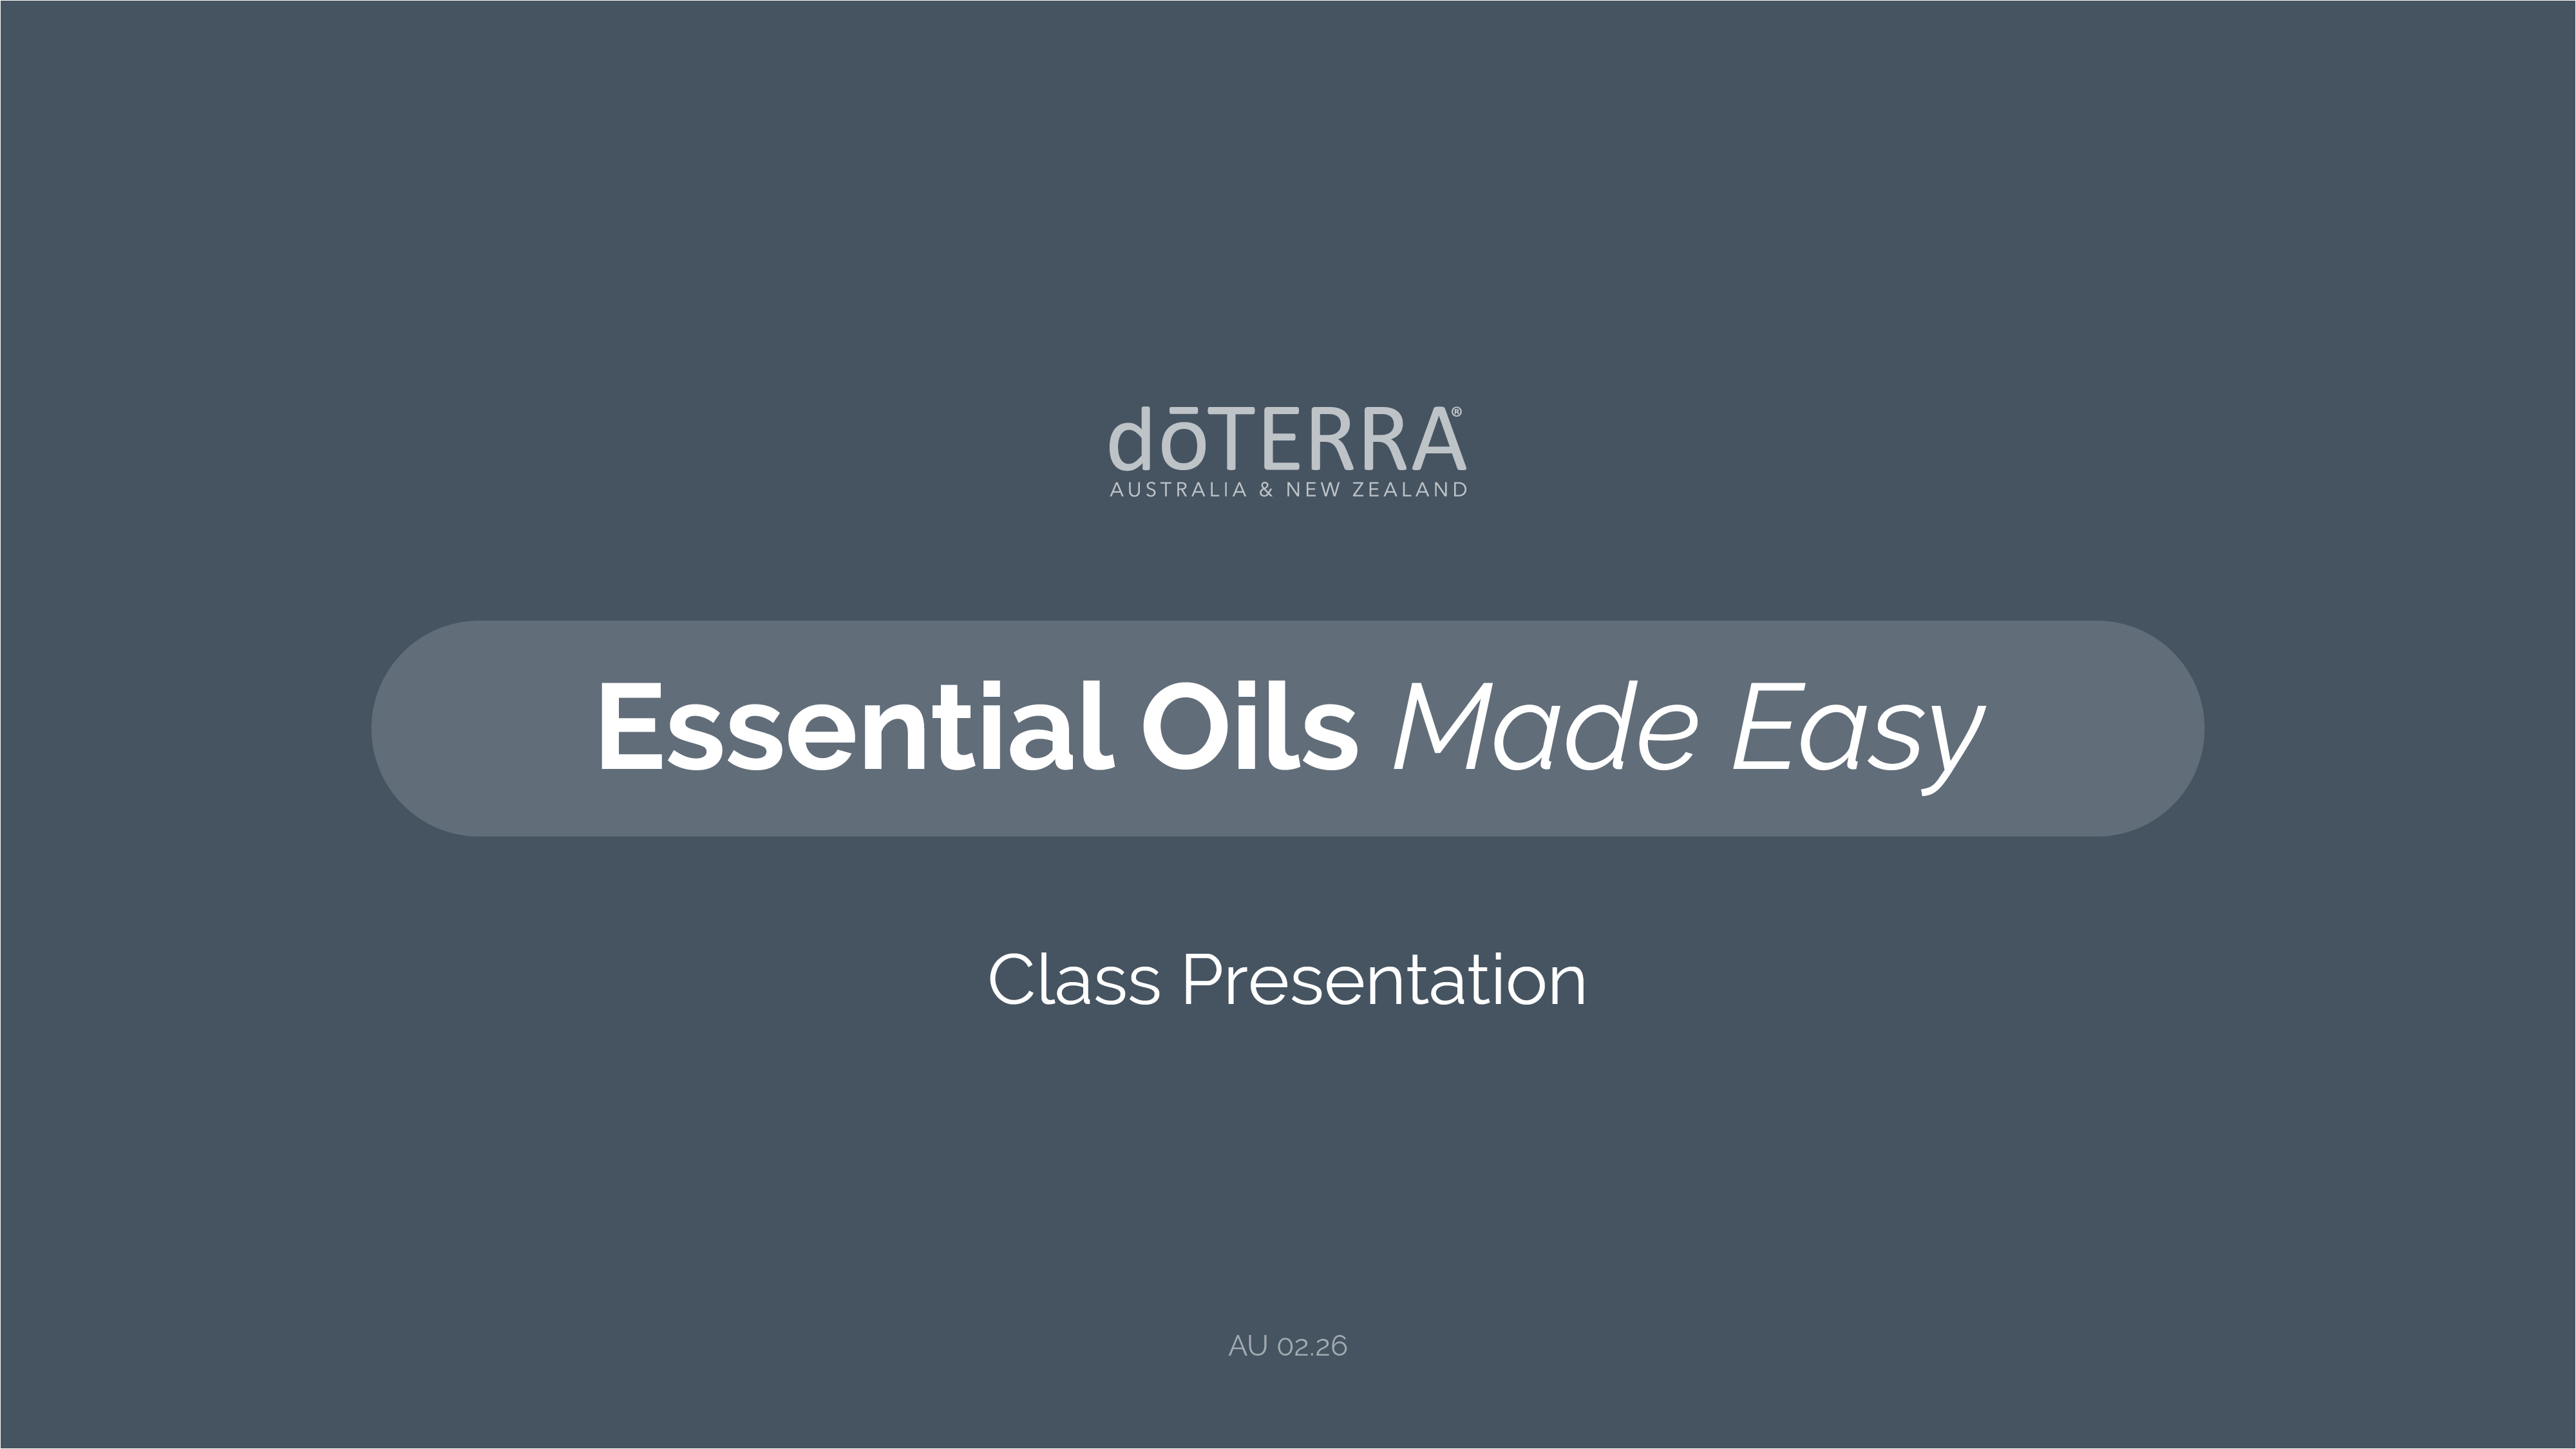 dōTERRA®
AUSTRALIA & NEW ZEALAND
Essential Oils Made Easy
Class Presentation
AU 02.26